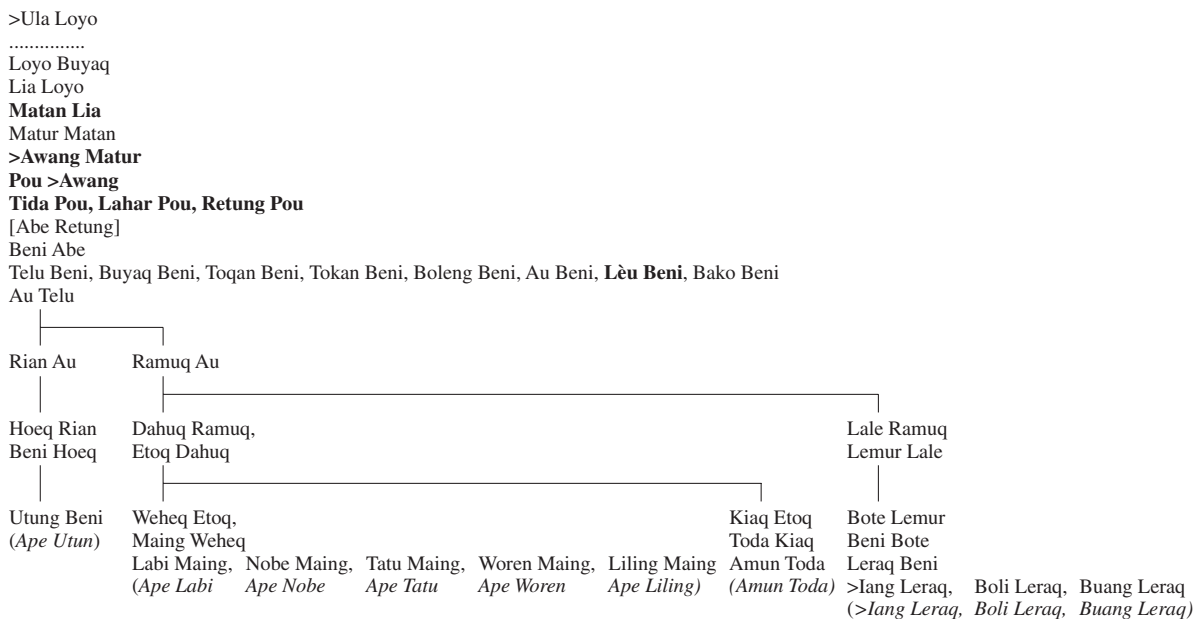 >Ula Loyo
...............
Loyo Buyaq
Lia Loyo
Matan Lia
Matur Matan
>Awang Matur
Pou >Awang
Tida Pou, Lahar Pou, Retung Pou
[Abe Retung]
Beni Abe
Telu Beni, Buyaq Beni, Toqan Beni, Tokan Beni, Boleng Beni, Au Beni, Lèu Beni, Bako Beni
Au Telu
Rian Au Ramuq Au
Hoeq Rian Dahuq Ramuq, Lale Ramuq
Beni Hoeq Etoq Dahuq Lemur Lale
Utung Beni Weheq Etoq, Kiaq Etoq Bote Lemur
(Ape Utun) Maing Weheq Toda Kiaq Beni Bote
Labi Maing, Nobe Maing, Tatu Maing, Woren Maing, Liling Maing Amun Toda Leraq Beni
(Ape Labi Ape Nobe Ape Tatu Ape Woren Ape Liling) (Amun Toda) >Iang Leraq, Boli Leraq, Buang Leraq
(>Iang Leraq, Boli Leraq, Buang Leraq)